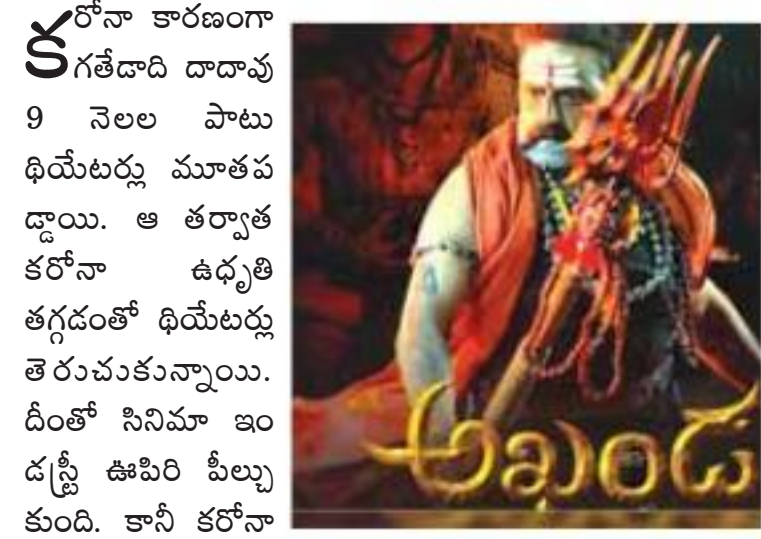 కరోనా కారణంగా
గతేడాది దాదావు
9 నెలల పాటు
థియేటర్లు మూతప
డ్డాయి. ఆ తర్వాత
కరోనా ఉధృతి
తగ్గడంతో థియేటర్లు
తెరుచుకున్నాయి.
దీంతో సినిమా ఇం
డస్ట్రీ ఊపిరి పీల్చు
కుంది. కానీ కరోనా
అఖండ